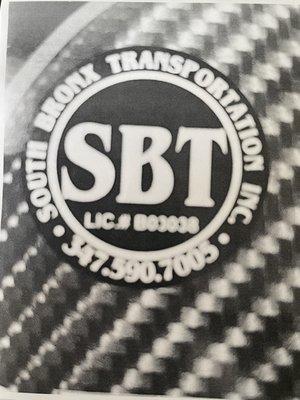 SOUTH BRONX TRANSPORTATION INC
SBT
LIC.# B03038
347.590.7005